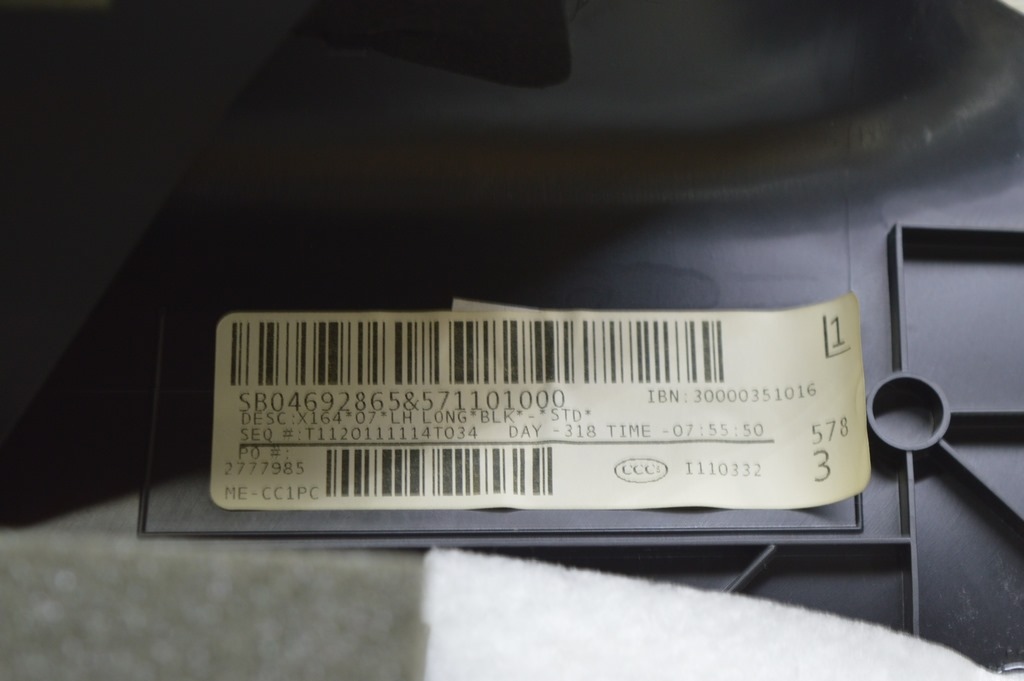 L1
SB04692865&571101000
IBN: 30000351016
DESC:X164*07*LH LONG*BLK*-*STD*
SEQ #:T1120111114T034 DAY -318 TIME -07:55:50
578
PO #:
2777985
I110332
3
ME-CC1PC